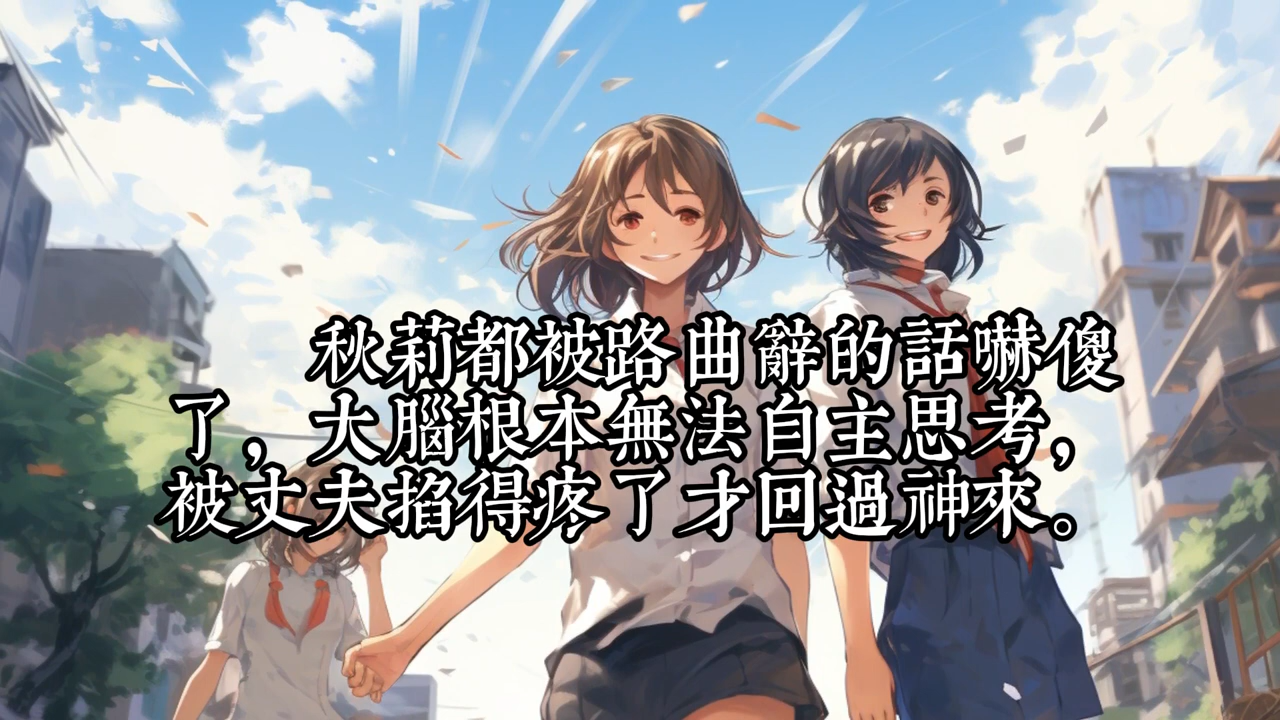 秋莉都被路曲辭的話嚇傻
了，大腦根本無法自主思考，
被丈夫掐得疼了才回過神來。